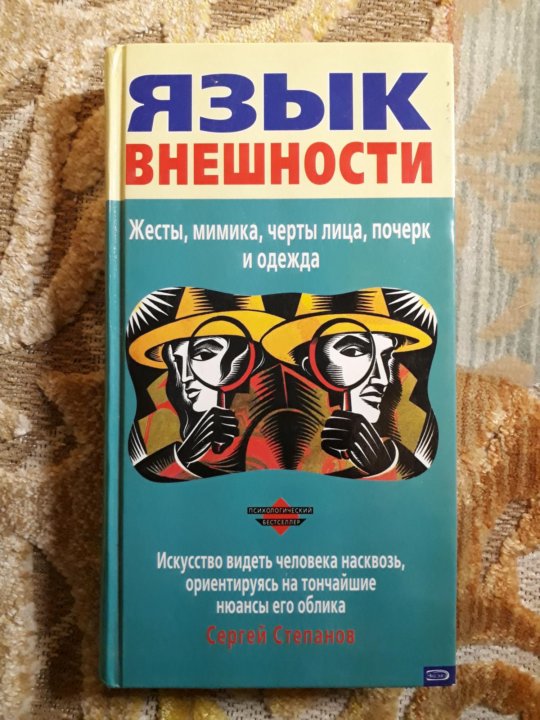 ЯЗЫК
ВНЕШНОСТИ
Жесты, мимика, черты лица, почерк
и одежда
ПСИХОЛОГИЧЕСКИЙ
БЕСТСЕЛЛЕР
Искусство видеть человека насквозь,
ориентируясь на тончайшие
нюансы его облика
Сергей Степанов